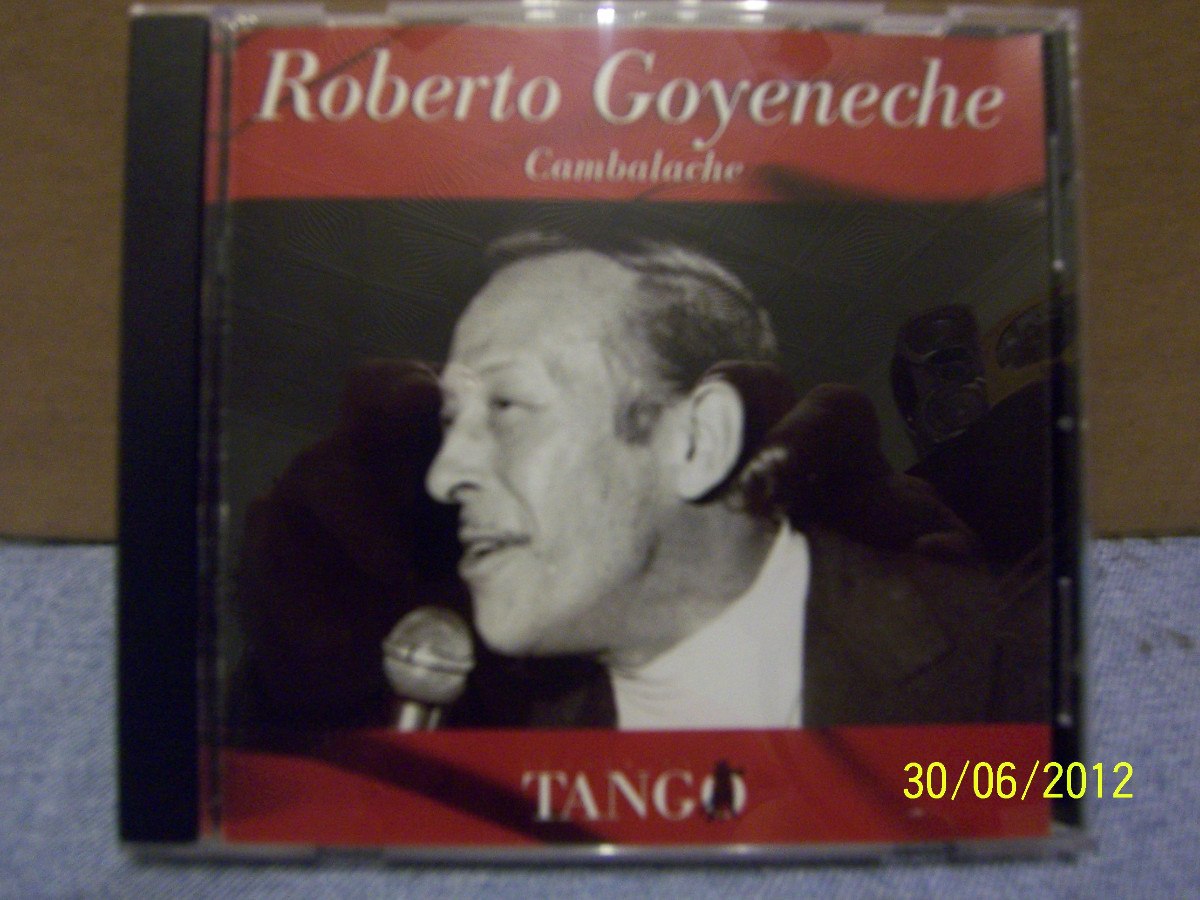 Roberto Goyeneche
Cambalache
TANGO
30/06/2012